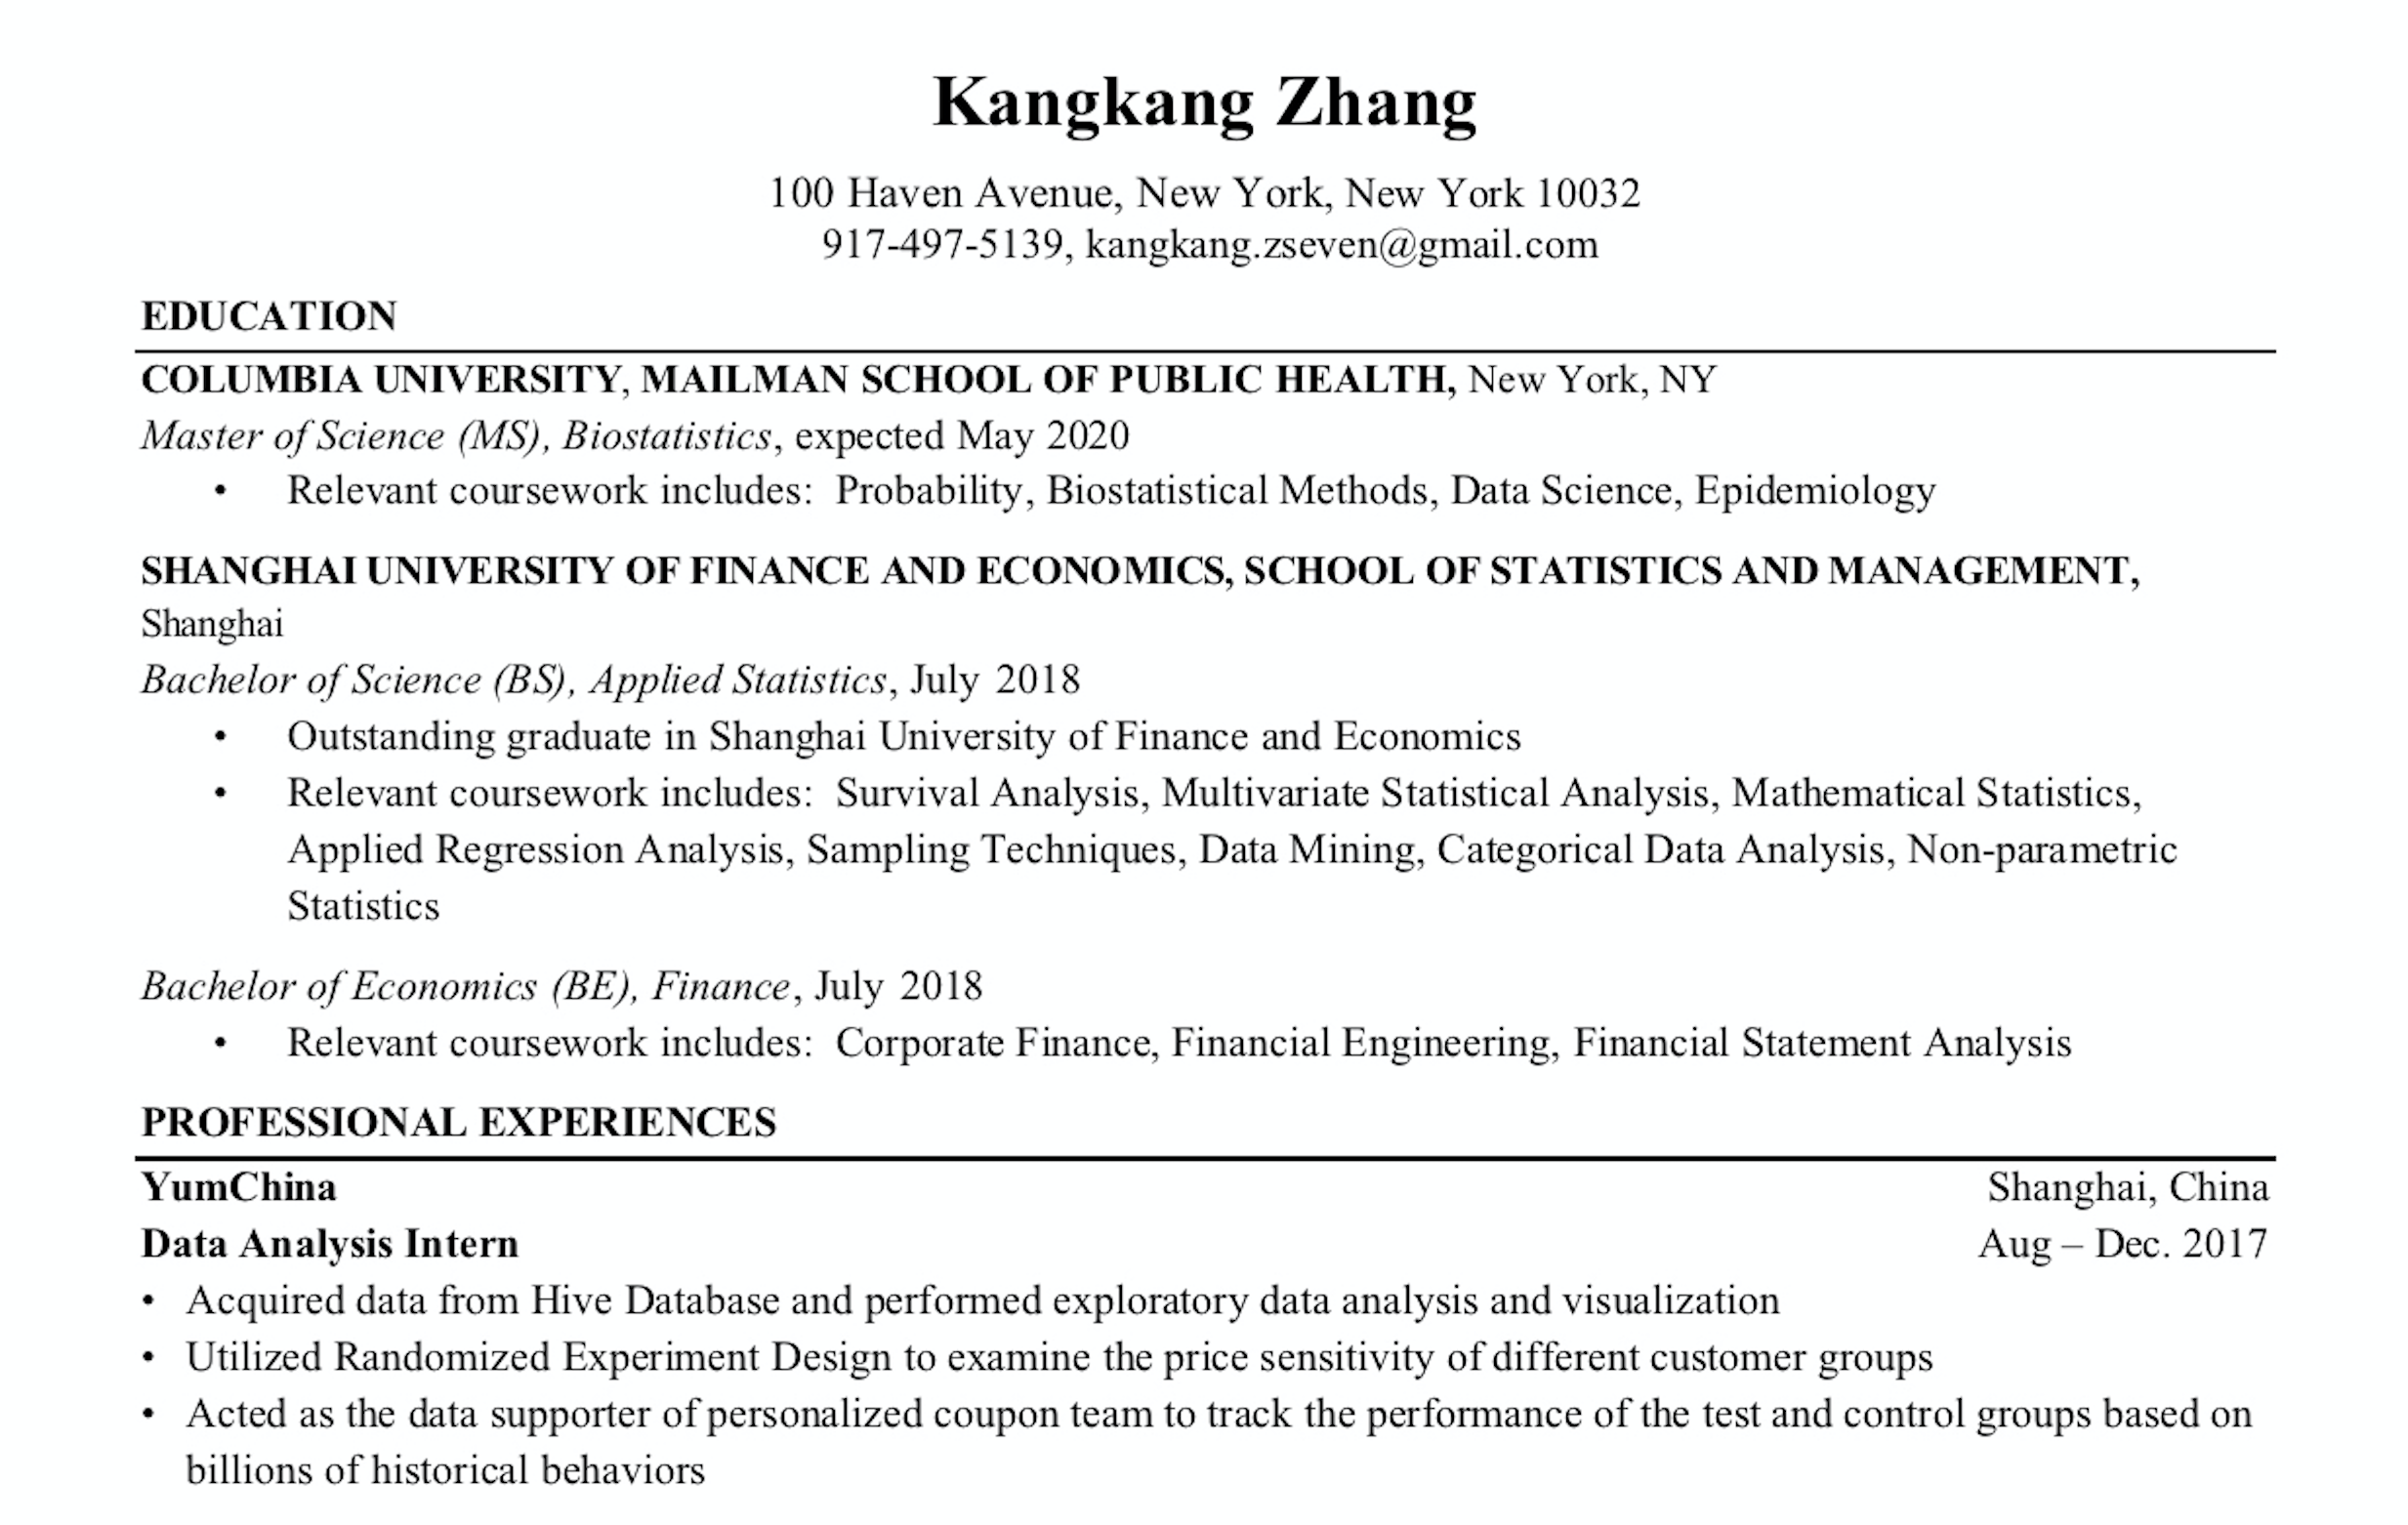 Kangkang Zhang
100 Haven Avenue, New York, New York 10032
917-497-5139, kangkang.zseven@gmail.com
EDUCATION
COLUMBIA UNIVERSITY, MAILMAN SCHOOL OF PUBLIC HEALTH, New York, NY
Master of Science (MS), Biostatistics, expected May 2020
• Relevant coursework includes: Probability, Biostatistical Methods, Data Science, Epidemiology
SHANGHAI UNIVERSITY OF FINANCE AND ECONOMICS, SCHOOL OF STATISTICS AND MANAGEMENT,
Shanghai
Bachelor of Science (BS), Applied Statistics, July 2018
• Outstanding graduate in Shanghai University of Finance and Economics
• Relevant coursework includes: Survival Analysis, Multivariate Statistical Analysis, Mathematical Statistics,
Applied Regression Analysis, Sampling Techniques, Data Mining, Categorical Data Analysis, Non-parametric
Statistics
Bachelor of Economics (BE), Finance, July 2018
• Relevant coursework includes: Corporate Finance, Financial Engineering, Financial Statement Analysis
PROFESSIONAL EXPERIENCES
YumChina Shanghai, China
Data Analysis Intern Aug – Dec. 2017
• Acquired data from Hive Database and performed exploratory data analysis and visualization
• Utilized Randomized Experiment Design to examine the price sensitivity of different customer groups
• Acted as the data supporter of personalized coupon team to track the performance of the test and control groups based on
billions of historical behaviors